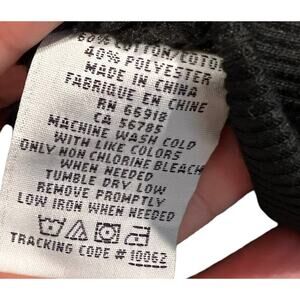 60% COTTON/COTON
40% POLYESTER
MADE IN CHINA
FABRIQUE EN CHINE
RN 66918
CA 56785
MACHINE WASH COLD
WITH LIKE COLORS
ONLY NON CHLORINE BLEACH
WHEN NEEDED
TUMBLE DRY LOW
REMOVE PROMPTLY
LOW IRON WHEN NEEDED
TRACKING CODE #10062